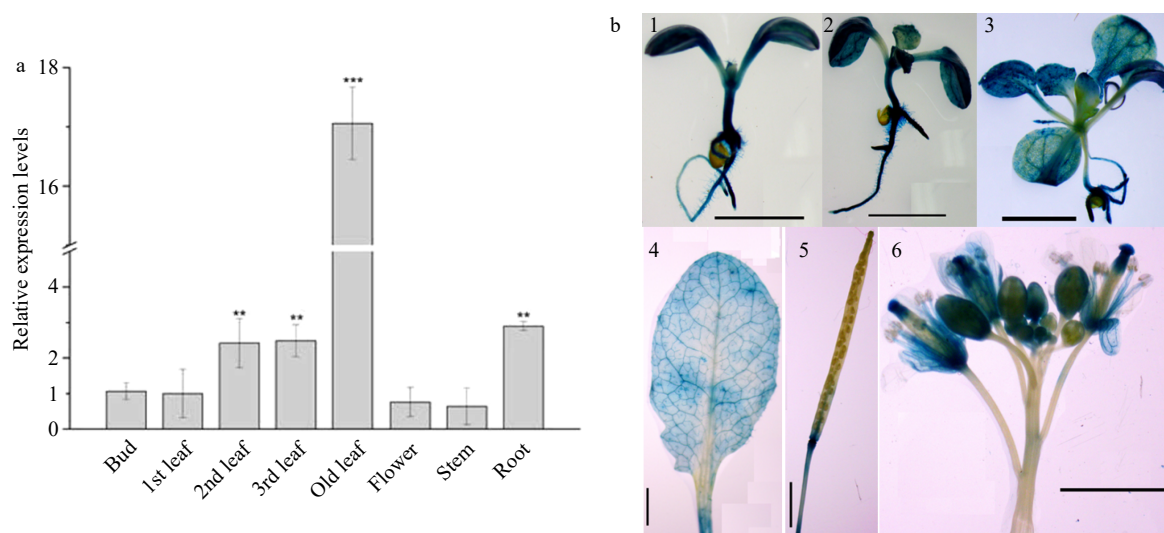 a
18
16
4
2
1
0
Relative expression levels
**
**
***
**
Bud
1st leaf
2nd leaf
3rd leaf
Old leaf
Flower
Stem
Root
b
1
2
3
4
5
6